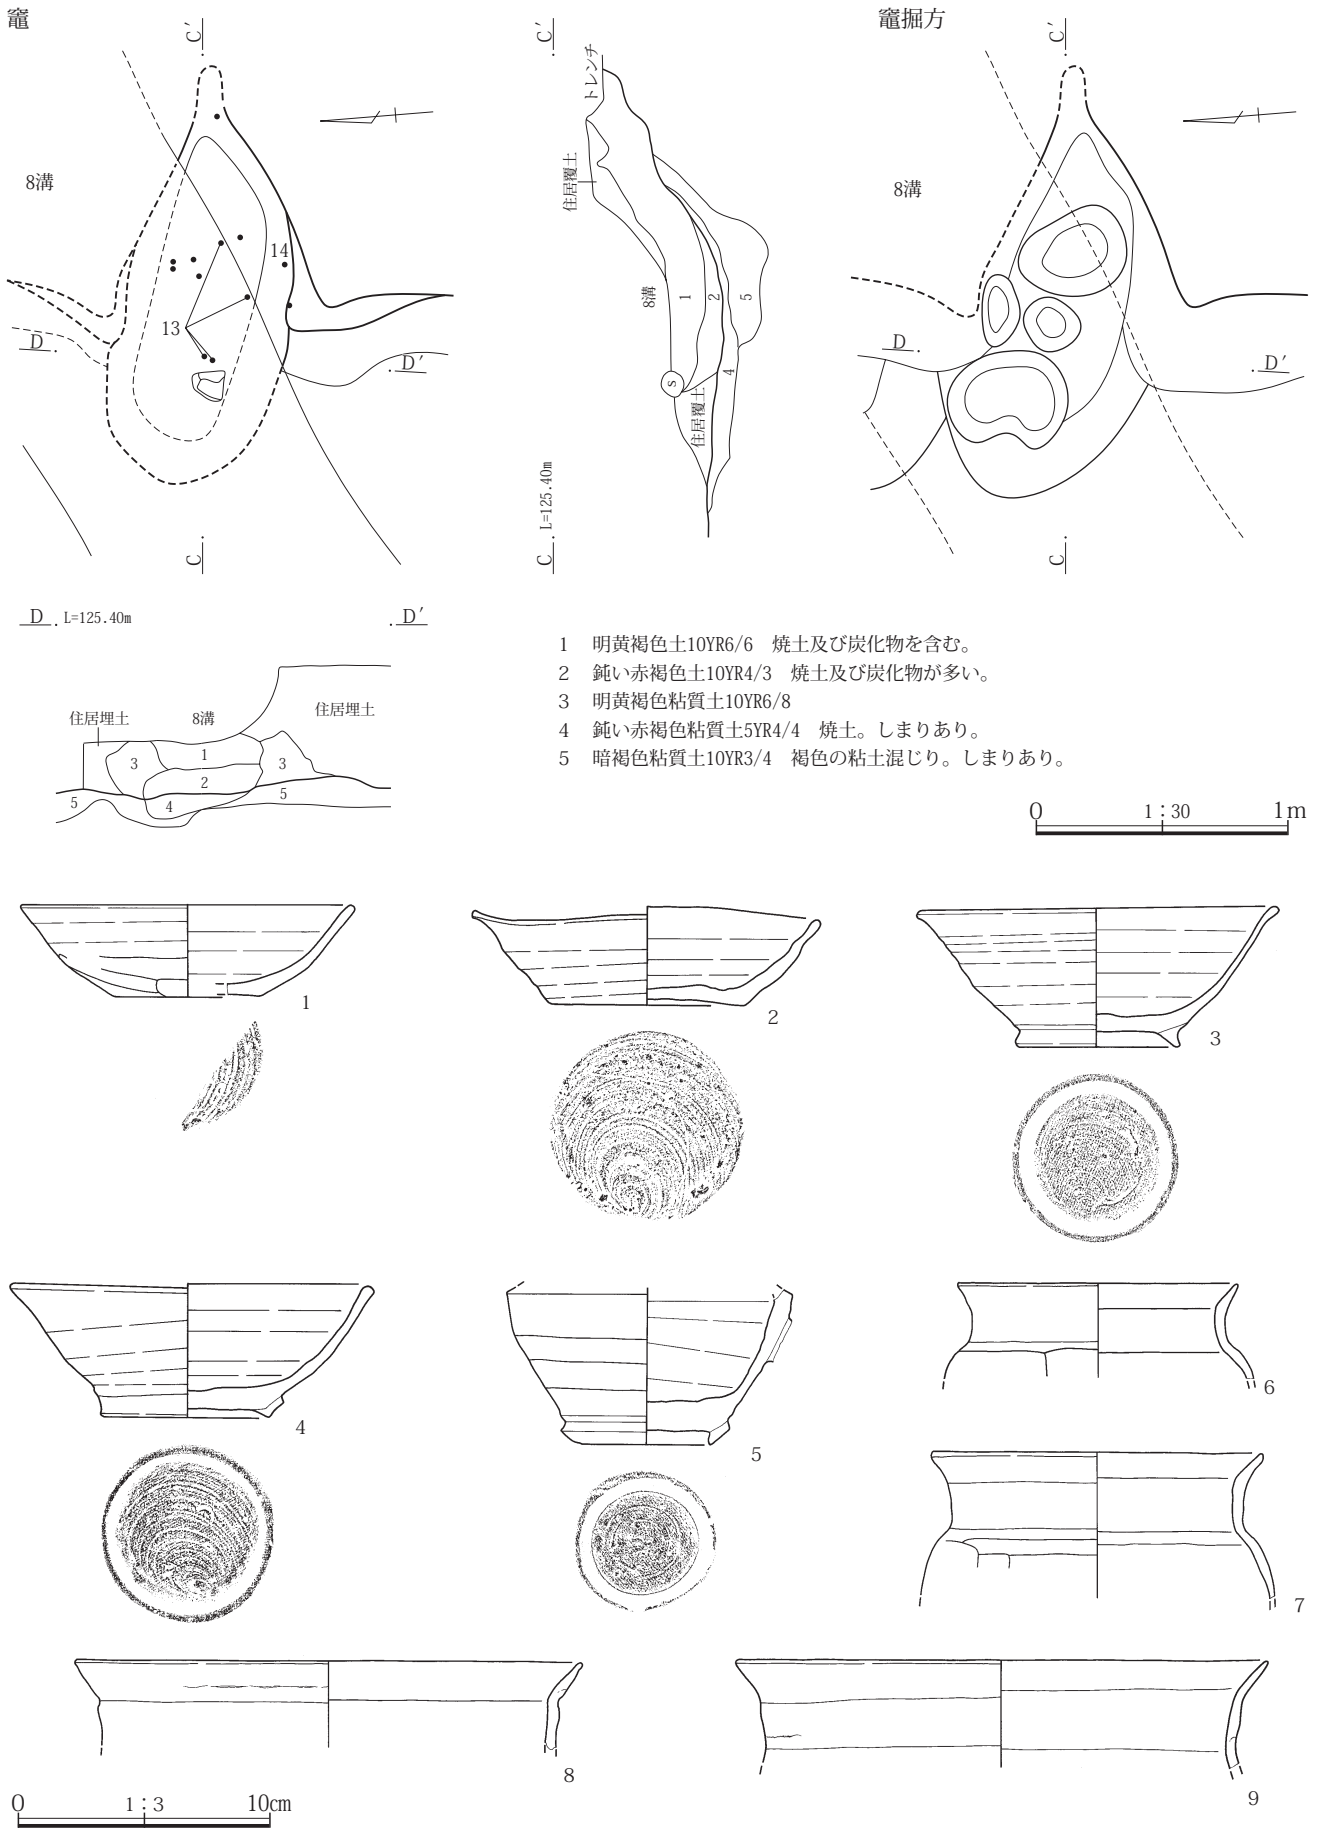 竈
C′
8溝
14
13
D
D′
C
C′
トレンチ
住居覆土
8溝
1
2
5
S
4
住居覆土
L=125.40m
C
竈掘方
C′
8溝
D
D′
C
D L=125.40m
D′
住居埋土
8溝
住居埋土
3
1
3
2
5
4
5
1 明黄褐色土10YR6/6 焼土及び炭化物を含む。
2 鈍い赤褐色土10YR4/3 焼土及び炭化物が多い。
3 明黄褐色粘質土10YR6/8
4 鈍い赤褐色粘質土5YR4/4 焼土。しまりあり。
5 暗褐色粘質土10YR3/4 褐色の粘土混じり。しまりあり。
0 1:30 1m
1
2
3
4
5
6
7
8
9
0 1:3 10cm